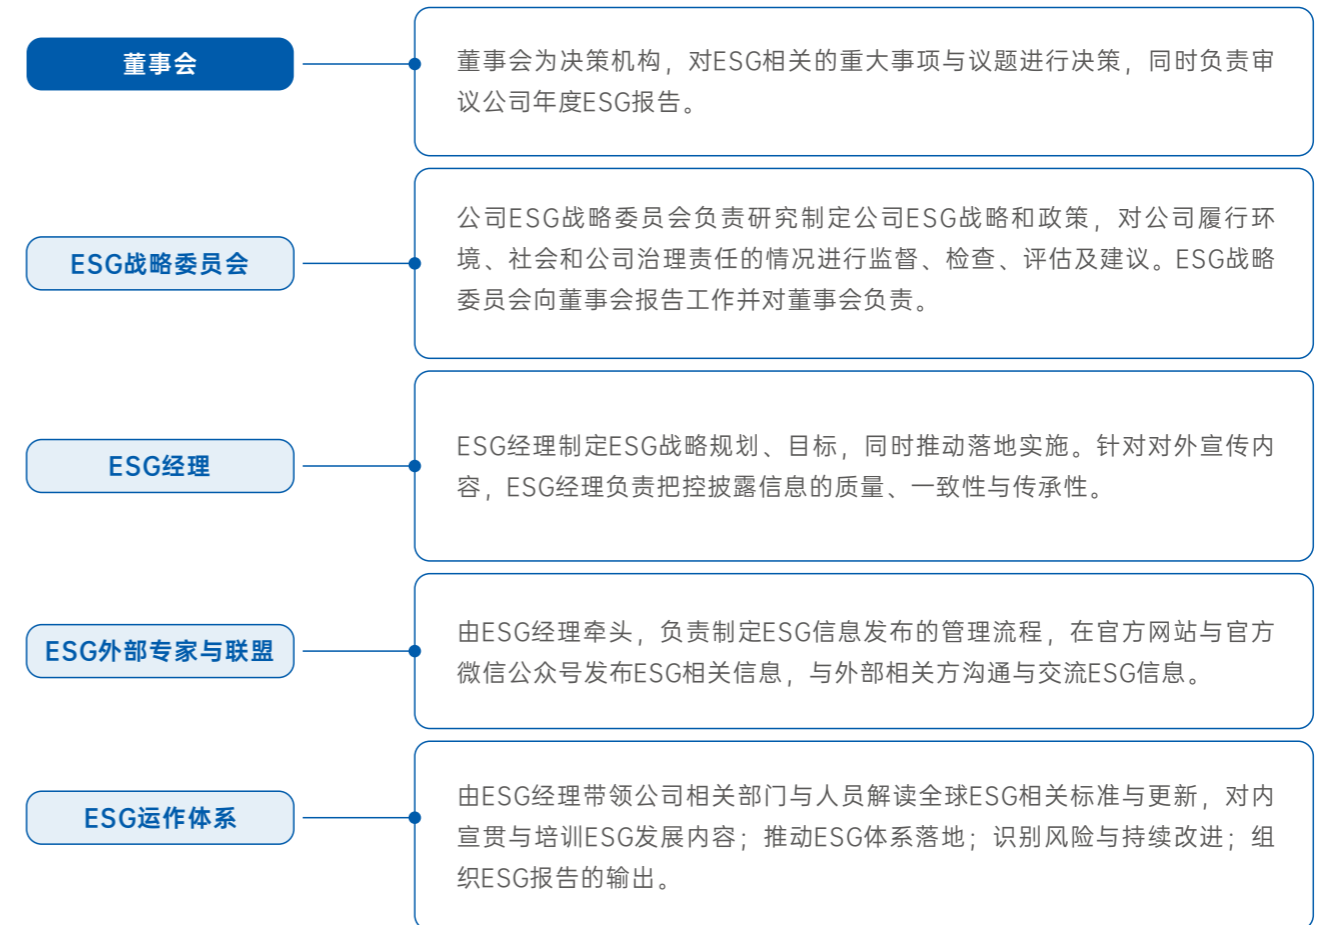 董事会
董事会为决策机构，对ESG相关的重大事项与议题进行决策，同时负责审
议公司年度ESG报告。
ESG战略委员会
公司ESG战略委员会负责研究制定公司ESG战略和政策，对公司履行环
境、社会和公司治理责任的情况进行监督、检查、评估及建议。ESG战略
委员会向董事会报告工作并对董事会负责。
ESG经理
ESG经理制定ESG战略规划、目标，同时推动落地实施。针对对外宣传内
容，ESG经理负责把控披露信息的质量、一致性与传承性。
ESG外部专家与联盟
由ESG经理牵头，负责制定ESG信息发布的管理流程，在官方网站与官方
微信公众号发布ESG相关信息，与外部相关方沟通与交流ESG信息。
ESG运作体系
由ESG经理带领公司相关部门与人员解读全球ESG相关标准与更新，对内
宣贯与培训ESG发展内容；推动ESG体系落地；识别风险与持续改进；组
织ESG报告的输出。